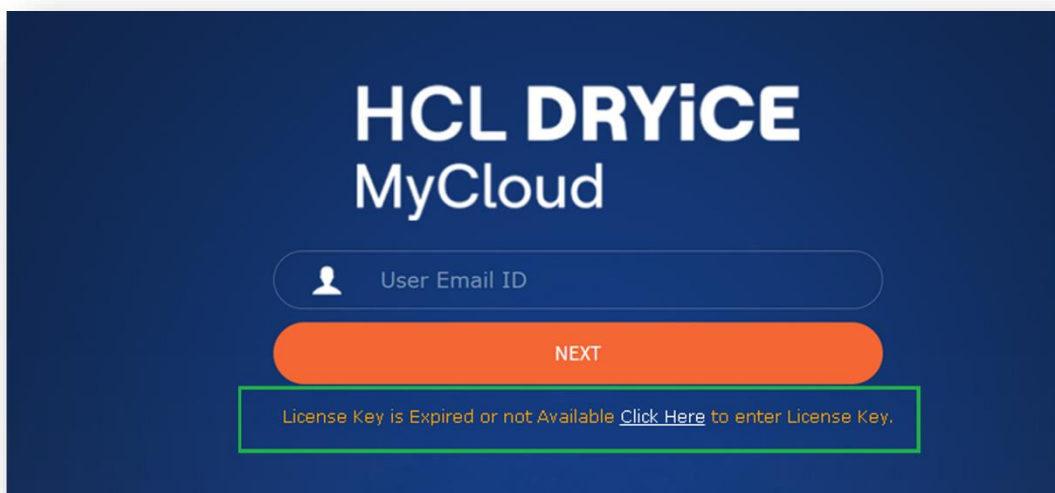 HCL DRYiCE
MyCloud
User Email ID
NEXT
License Key is Expired or not Available Click Here to enter License Key.